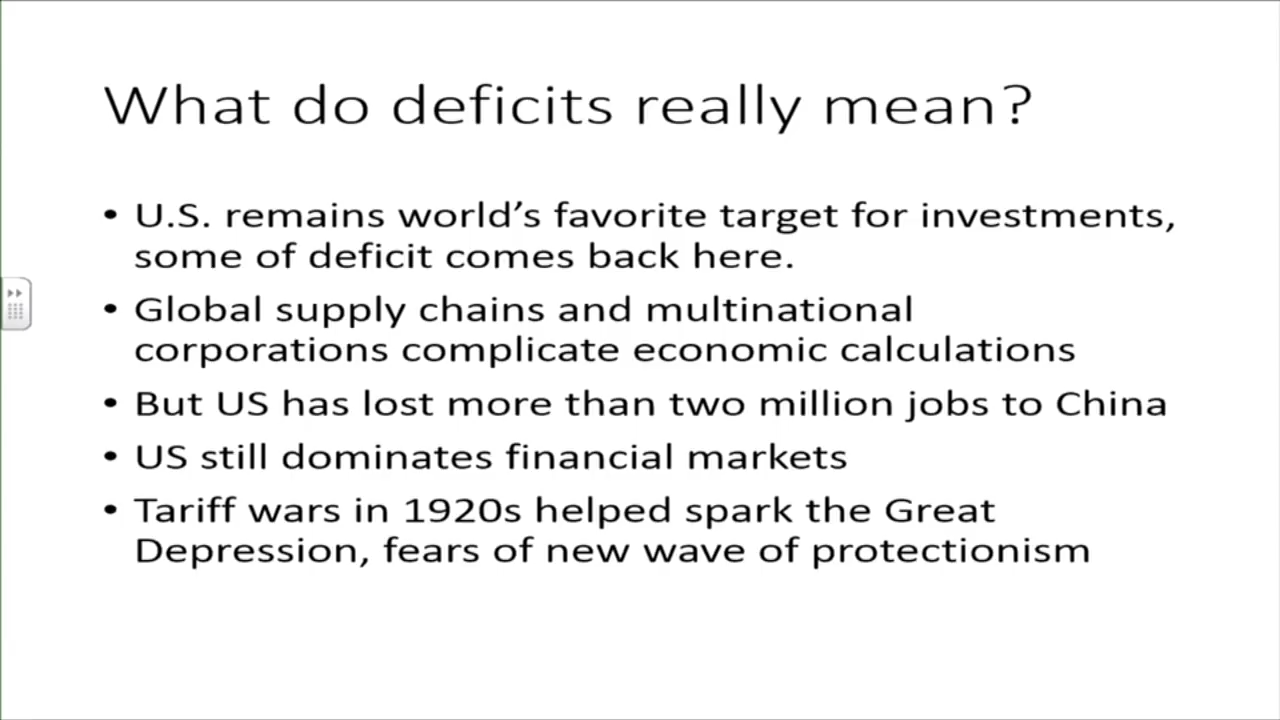 What do deficits really mean?
• U.S. remains world’s favorite target for investments,
some of deficit comes back here.
• Global supply chains and multinational
corporations complicate economic calculations
• But US has lost more than two million jobs to China
• US still dominates financial markets
• Tariff wars in 1920s helped spark the Great
Depression, fears of new wave of protectionism